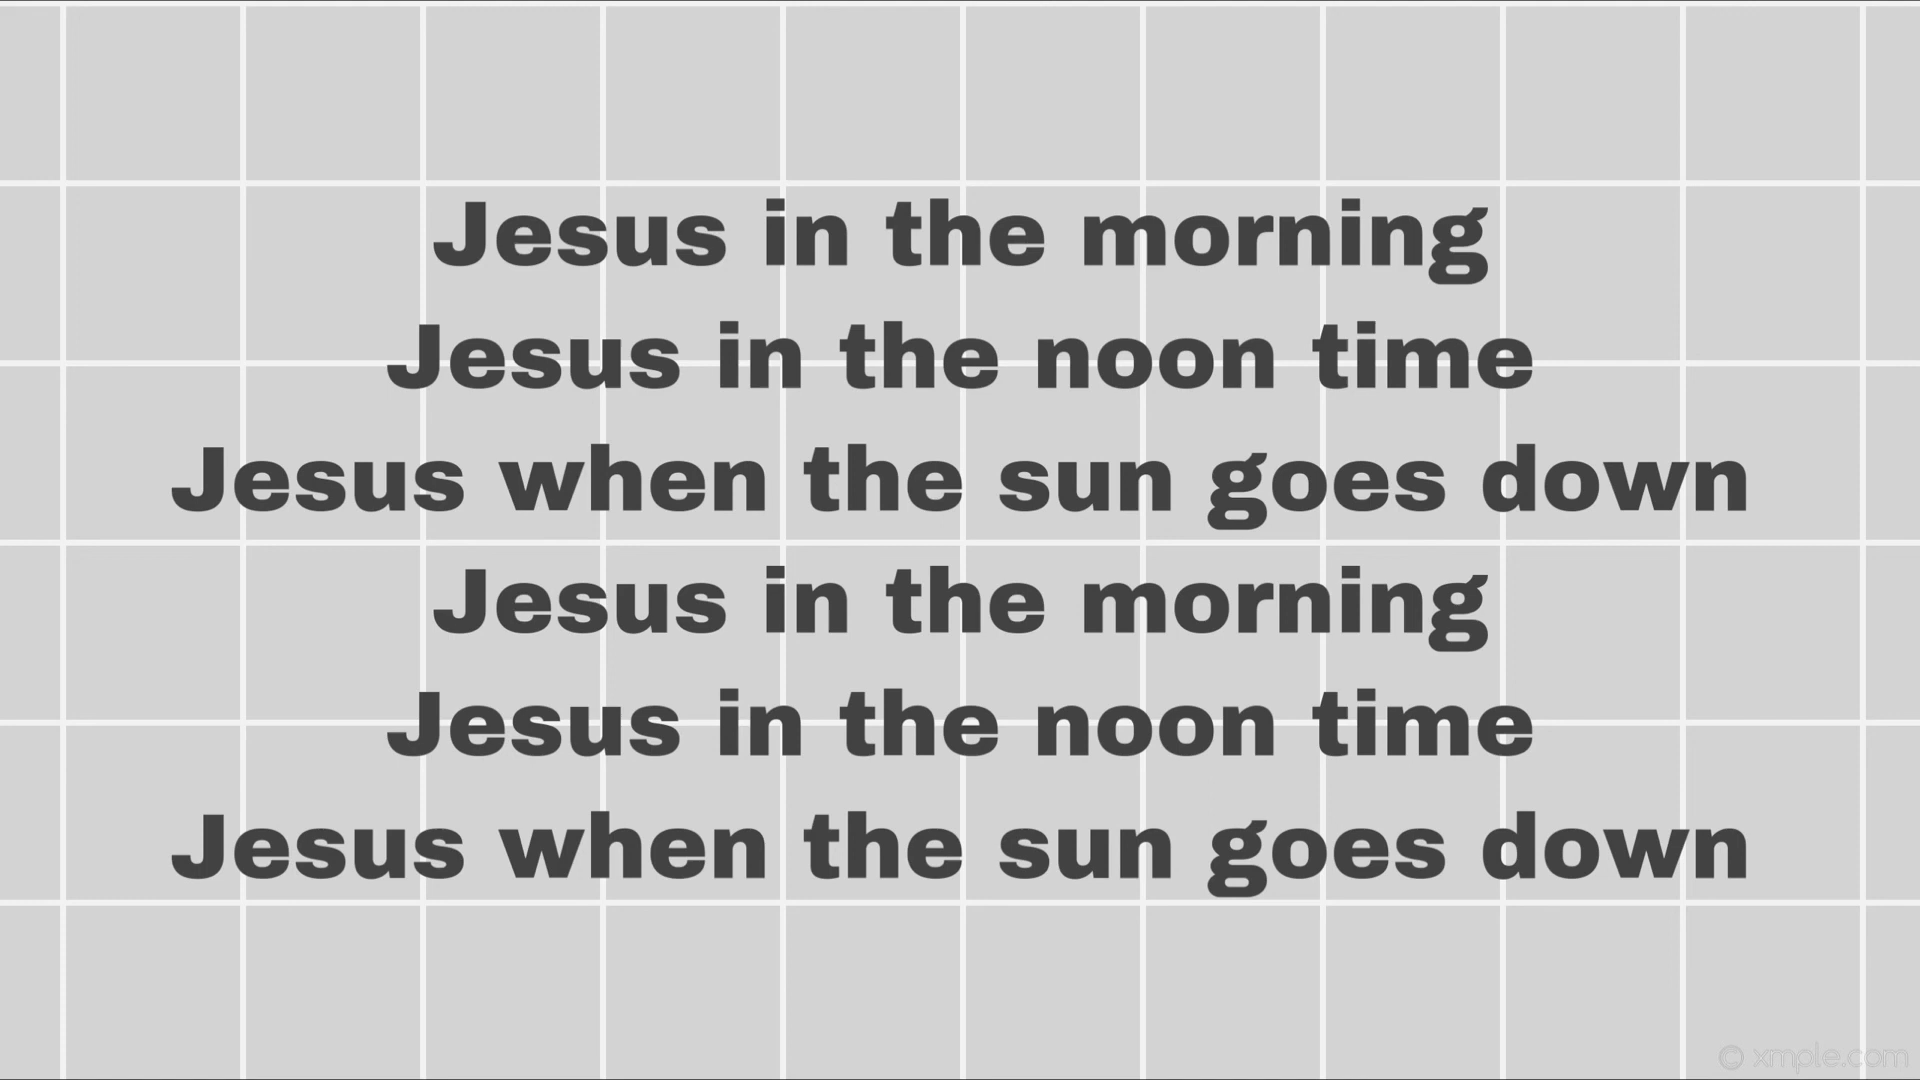 Jesus in the morning
Jesus in the noon time
Jesus when the sun goes down
Jesus in the morning
Jesus in the noon time
Jesus when the sun goes down
© xmple.com